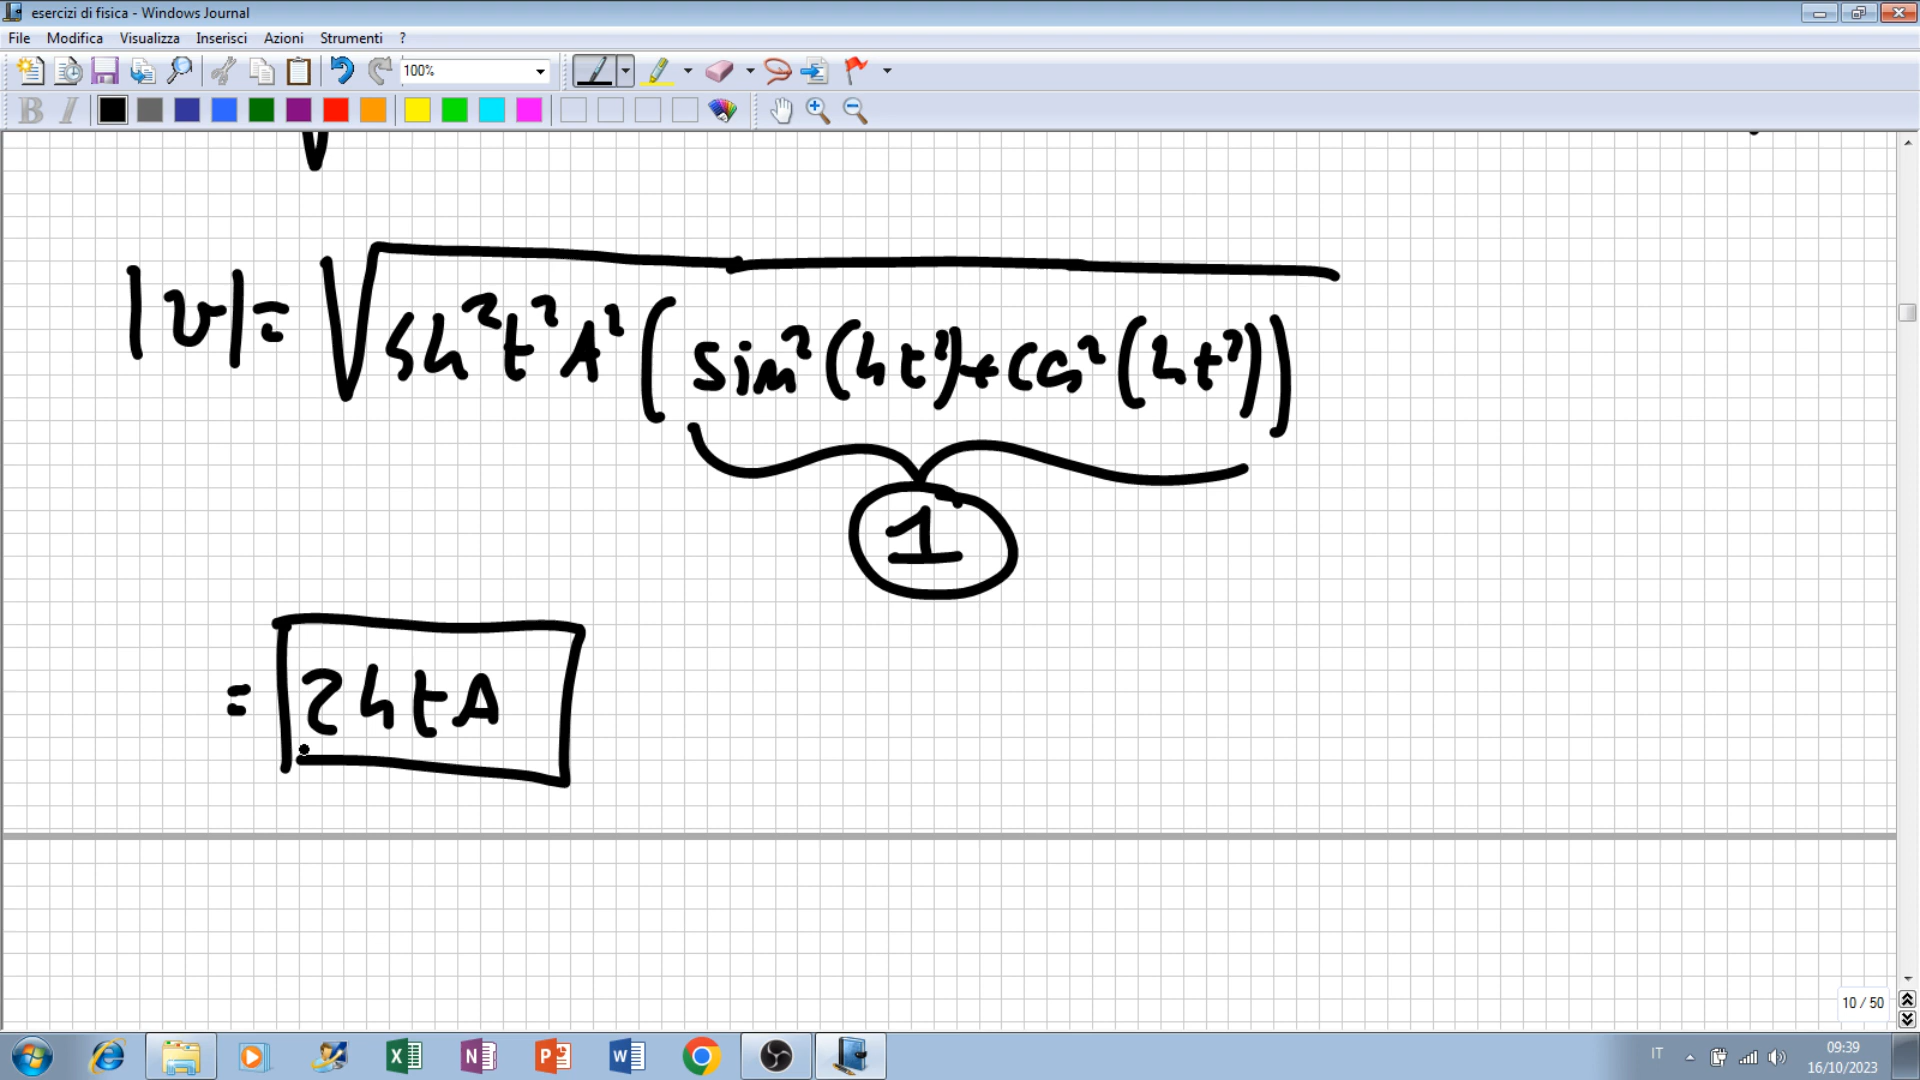 esercizi di fisica - Windows Journal
File Modifica Visualizza Inserisci Azioni Strumenti ?
100%
B I
|v|= √4h²t²A²(sin²(ht²)+cos²(ht²))
1
= 2htA
10 / 50
IT
09:39
16/10/2023